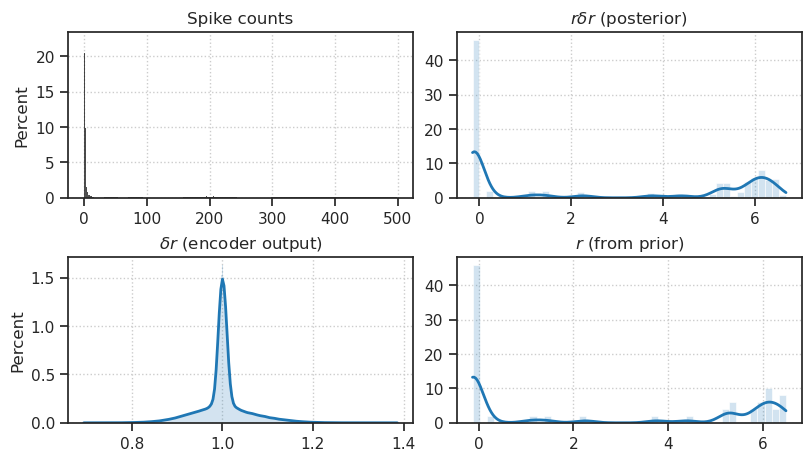 Spike counts
Percent
20
15
10
5
0
0 100 200 300 400 500
rδr (posterior)
40
30
20
10
0
0 2 4 6
δr (encoder output)
Percent
1.5
1.0
0.5
0.0
0.8 1.0 1.2 1.4
r (from prior)
40
30
20
10
0
0 2 4 6